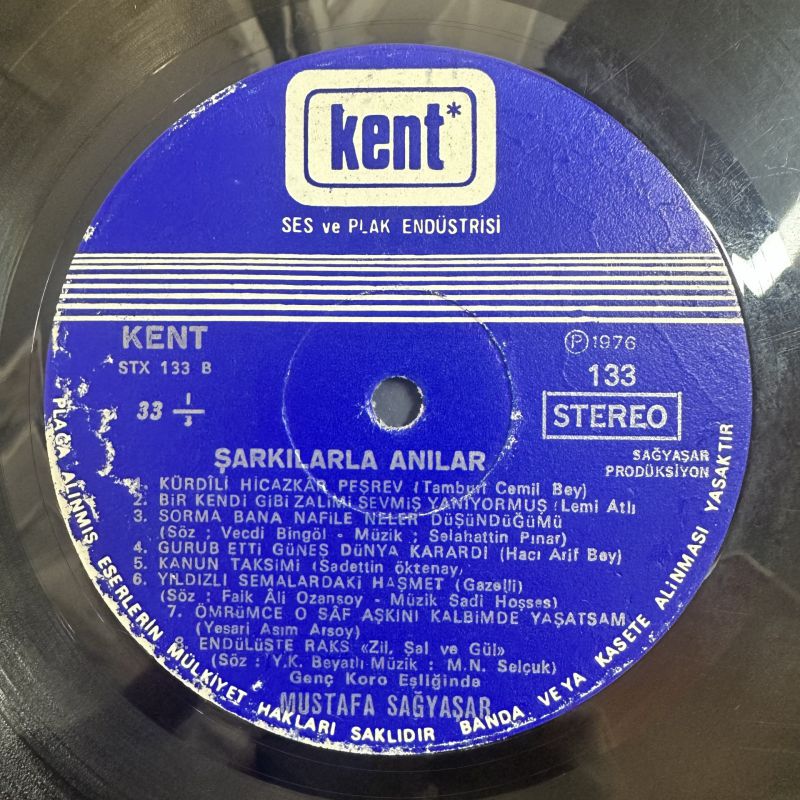 kent*
SES ve PLAK ENDÜSTRİSİ
KENT
STX 133 B
33 1/3
Ⓟ 1976
133
STEREO
SAĞYAŞAR
PRODÜKSİYON
ŞARKILARLA ANILAR
1. KÜRDİLİ HİCAZKÂR PEŞREV (Tamburi Cemil Bey)
2. BİR KENDİ GİBİ ZALİMİ SEVMİŞ YANIYORMUŞ (Lemi Atlı
3. SORMA BANA NAFİLE NELER DÜŞÜNDÜĞÜMÜ
(Söz : Vecdi Bingöl - Müzik : Selahattin Pınar)
4. GURUB ETTİ GÜNEŞ DÜNYA KARARDI (Hacı Arif Bey)
5. KANUN TAKSİMİ (Sadettin öktenay)
6. YILDIZLI SEMALARDAKİ HAŞMET (Gazelli)
(Söz : Faik Âli Ozansoy - Müzik Sadi Hoşses)
7. ÖMRÜMCE O SÂF AŞKINI KALBİMDE YAŞATSAM
(Yesari Asım Arsoy)
8. ENDÜLÜSTE RAKS «Zil, Şal ve Gül»
(Söz : Y.K. Beyatlı Müzik : M.N. Selçuk)
Genç Koro Eşliğinde
MUSTAFA SAĞYAŞAR
PLAĞA ALINMIŞ ESERLERİN MÜLKİYET HAKLARI SAKLIDIR BANDA VE YA KASETE ALINMASI YASAKTIR